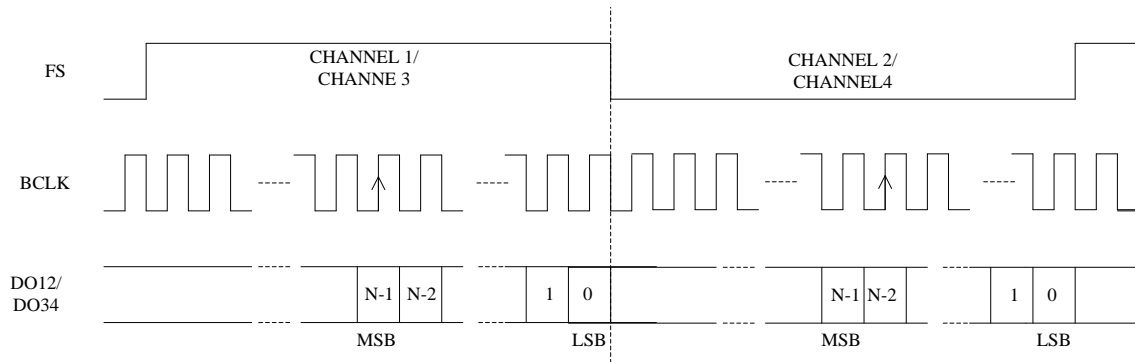 FS
CHANNEL 1/
CHANNE 3
CHANNEL 2/
CHANNEL4
BCLK
DO12/
DO34
N-1 N-2 1 0 N-1 N-2 1 0
MSB LSB MSB LSB